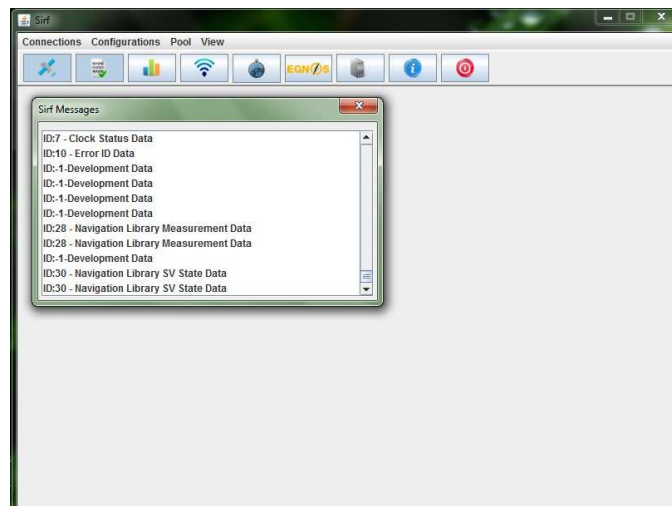 Sirf
Connections Configurations Pool View
EGNOS
Sirf Messages
ID:7 - Clock Status Data
ID:10 - Error ID Data
ID:-1-Development Data
ID:-1-Development Data
ID:-1-Development Data
ID:-1-Development Data
ID:28 - Navigation Library Measurement Data
ID:28 - Navigation Library Measurement Data
ID:-1-Development Data
ID:30 - Navigation Library SV State Data
ID:30 - Navigation Library SV State Data